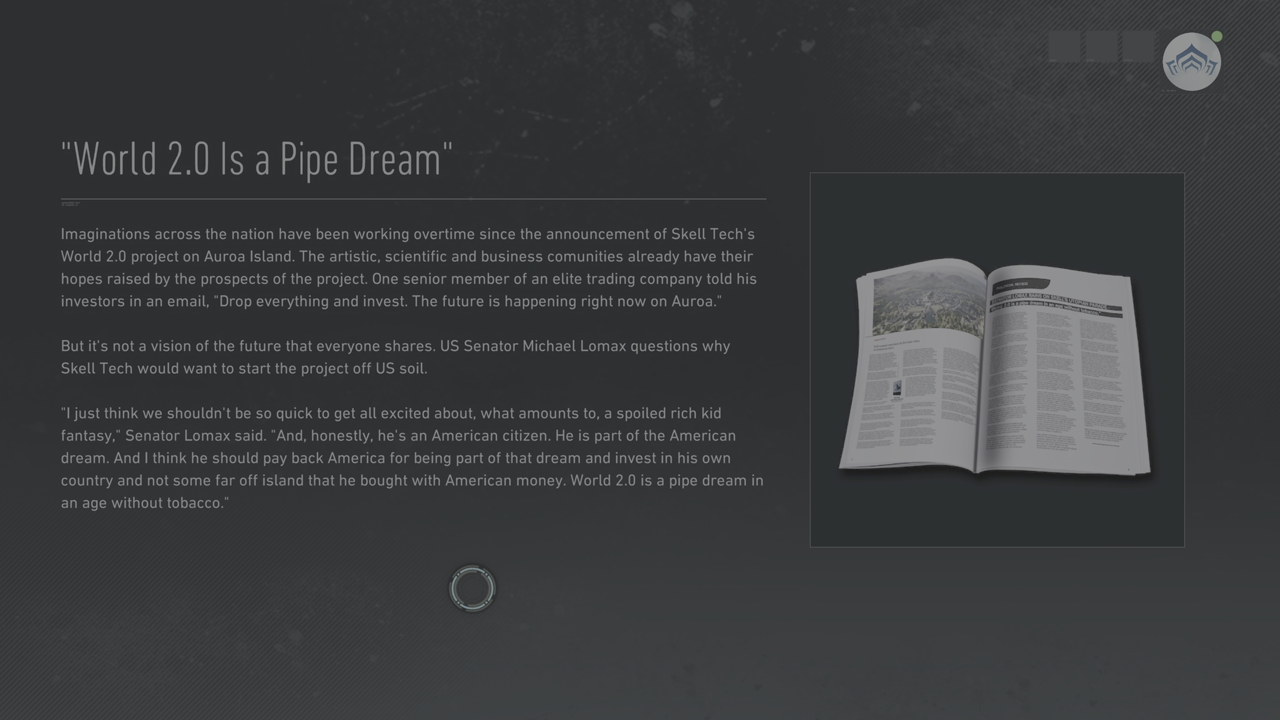 "World 2.0 Is a Pipe Dream"
Imaginations across the nation have been working overtime since the announcement of Skell Tech's
World 2.0 project on Auroa Island. The artistic, scientific and business comunities already have their
hopes raised by the prospects of the project. One senior member of an elite trading company told his
investors in an email, "Drop everything and invest. The future is happening right now on Auroa."
But it's not a vision of the future that everyone shares. US Senator Michael Lomax questions why
Skell Tech would want to start the project off US soil.
"I just think we shouldn't be so quick to get all excited about, what amounts to, a spoiled rich kid
fantasy," Senator Lomax said. "And, honestly, he's an American citizen. He is part of the American
dream. And I think he should pay back America for being part of that dream and invest in his own
country and not some far off island that he bought with American money. World 2.0 is a pipe dream in
an age without tobacco."